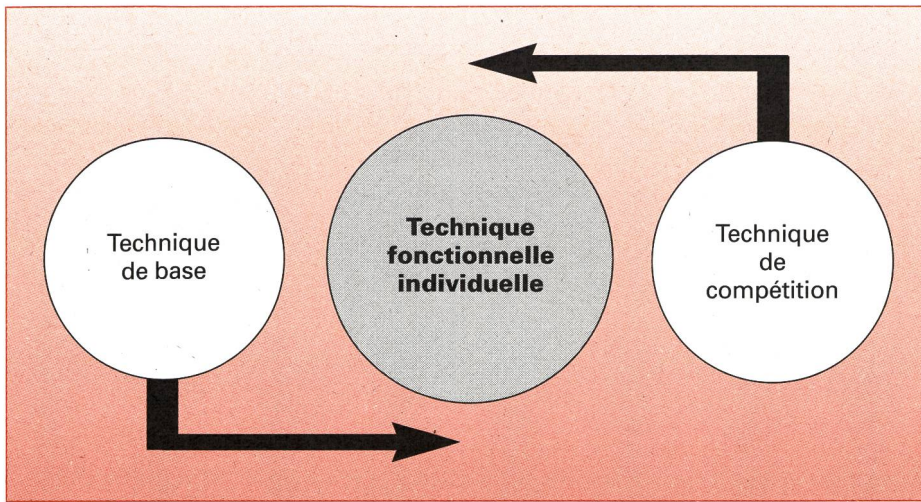 Technique
de base
Technique
fonctionnelle
individuelle
Technique
de
compétition